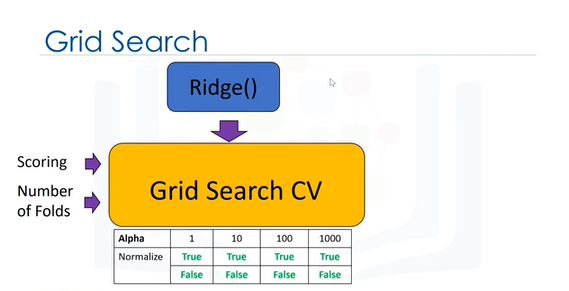 Grid Search
Ridge()
Scoring
Number
of Folds
Grid Search CV
Alpha 1 10 100 1000
Normalize True True True True
False False False False